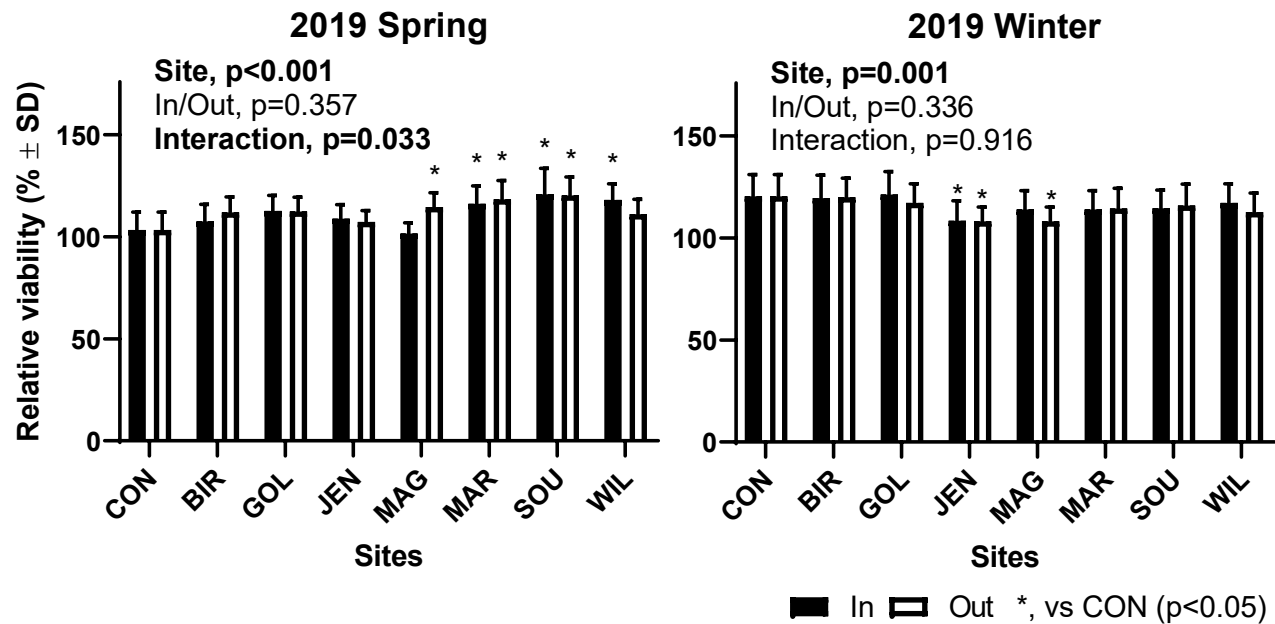 2019 Spring
Site, p<0.001
In/Out, p=0.357
Interaction, p=0.033
Relative viability (% ± SD)
150
100
50
0
* * * * * *
CON BIR GOL JEN MAG MAR SOU WIL
Sites
2019 Winter
Site, p=0.001
In/Out, p=0.336
Interaction, p=0.916
150
100
50
0
* * *
CON BIR GOL JEN MAG MAR SOU WIL
Sites
In Out *, vs CON (p<0.05)